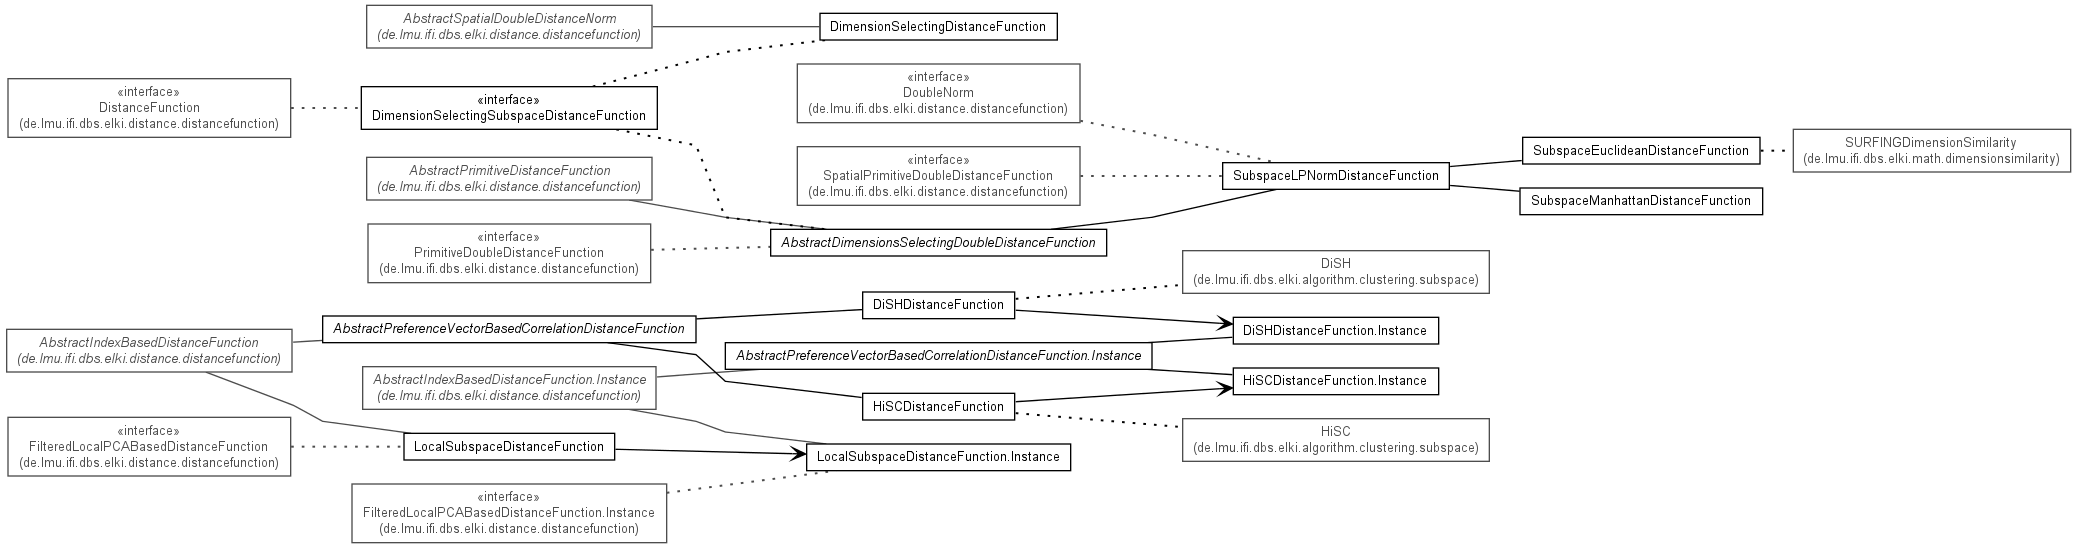 AbstractSpatialDoubleDistanceNorm
(de.lmu.ifi.dbs.elki.distance.distancefunction)
DimensionSelectingDistanceFunction
«interface»
DistanceFunction
(de.lmu.ifi.dbs.elki.distance.distancefunction)
«interface»
DimensionSelectingSubspaceDistanceFunction
«interface»
DoubleNorm
(de.lmu.ifi.dbs.elki.distance.distancefunction)
AbstractPrimitiveDistanceFunction
(de.lmu.ifi.dbs.elki.distance.distancefunction)
«interface»
SpatialPrimitiveDoubleDistanceFunction
(de.lmu.ifi.dbs.elki.distance.distancefunction)
SubspaceLPNormDistanceFunction
SubspaceEuclideanDistanceFunction
SURFINGDimensionSimilarity
(de.lmu.ifi.dbs.elki.math.dimensionsimilarity)
SubspaceManhattanDistanceFunction
«interface»
PrimitiveDoubleDistanceFunction
(de.lmu.ifi.dbs.elki.distance.distancefunction)
AbstractDimensionsSelectingDoubleDistanceFunction
DiSH
(de.lmu.ifi.dbs.elki.algorithm.clustering.subspace)
DiSHDistanceFunction
AbstractIndexBasedDistanceFunction
(de.lmu.ifi.dbs.elki.distance.distancefunction)
AbstractPreferenceVectorBasedCorrelationDistanceFunction
DiSHDistanceFunction.Instance
AbstractPreferenceVectorBasedCorrelationDistanceFunction.Instance
AbstractIndexBasedDistanceFunction.Instance
(de.lmu.ifi.dbs.elki.distance.distancefunction)
HiSCDistanceFunction.Instance
HiSCDistanceFunction
HiSC
(de.lmu.ifi.dbs.elki.algorithm.clustering.subspace)
«interface»
FilteredLocalPCABasedDistanceFunction
(de.lmu.ifi.dbs.elki.distance.distancefunction)
LocalSubspaceDistanceFunction
LocalSubspaceDistanceFunction.Instance
«interface»
FilteredLocalPCABasedDistanceFunction.Instance
(de.lmu.ifi.dbs.elki.distance.distancefunction)